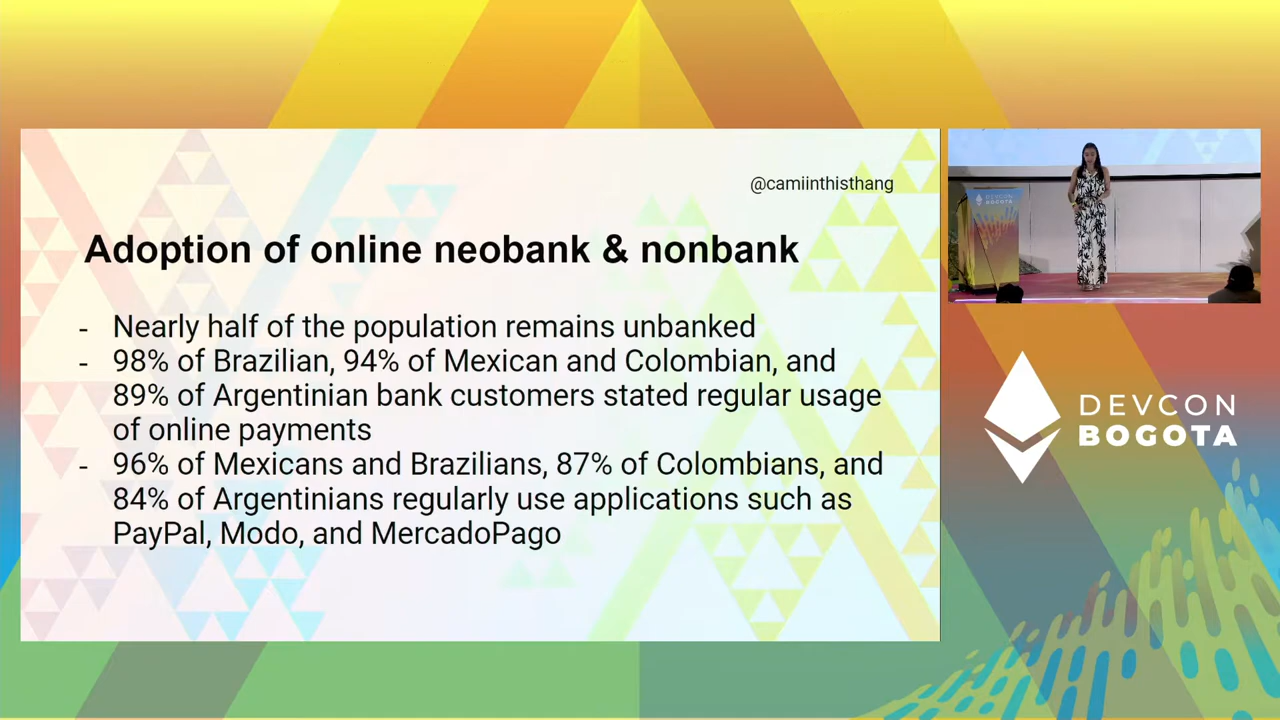 @camiinthisthang
Adoption of online neobank & nonbank
- Nearly half of the population remains unbanked
- 98% of Brazilian, 94% of Mexican and Colombian, and
89% of Argentinian bank customers stated regular usage
of online payments
- 96% of Mexicans and Brazilians, 87% of Colombians, and
84% of Argentinians regularly use applications such as
PayPal, Modo, and MercadoPago
DEVCON
BOGOTA
DEVCON
BOGOTA